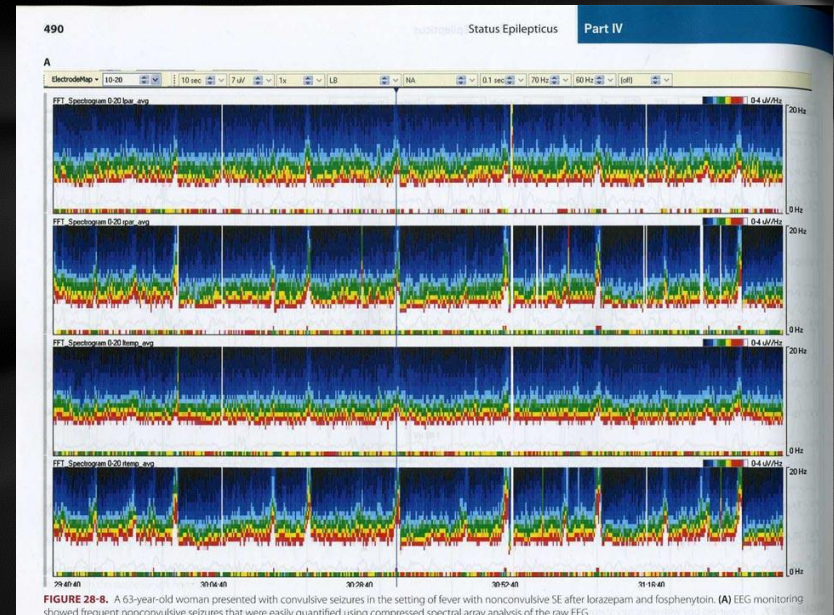 490
Status Epilepticus
Part IV
A
ElectrodeMap 10-20 10 sec 7 uV 1x LB NA 0.1 sec 70 Hz 60 Hz (off)
FFT_Spectrogram 0-20 lpar_avg 0-4 uV/Hz
20 Hz
0 Hz
FFT_Spectrogram 0-20 rpar_avg 0-4 uV/Hz
20 Hz
0 Hz
FFT_Spectrogram 0-20 ltemp_avg 0-4 uV/Hz
20 Hz
0 Hz
FFT_Spectrogram 0-20 rtemp_avg 0-4 uV/Hz
20 Hz
0 Hz
29:40:40 30:04:40 30:28:40 30:52:40 31:16:40
FIGURE 28-8. A 63-year-old woman presented with convulsive seizures in the setting of fever with nonconvulsive SE after lorazepam and fosphenytoin. (A) EEG monitoring
showed frequent nonconvulsive seizures that were easily quantified using compressed spectral array analysis of the raw EEG.